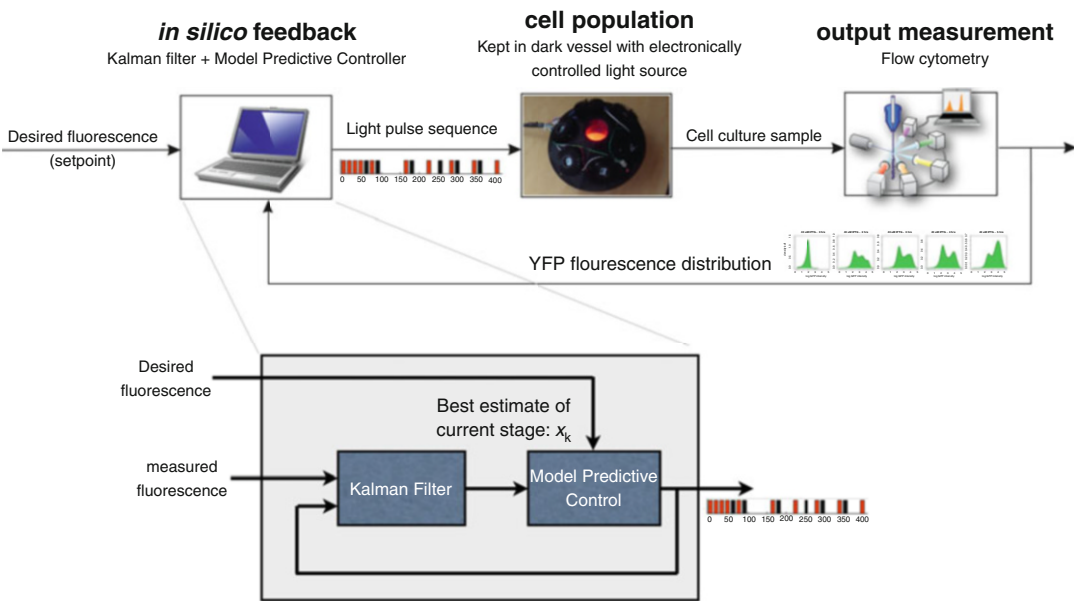 in silico feedback
Kalman filter + Model Predictive Controller
cell population
Kept in dark vessel with electronically
controlled light source
output measurement
Flow cytometry
Desired fluorescence
(setpoint)
Light pulse sequence
0 50 100 150 200 250 300 350 400
Cell culture sample
YFP flourescence distribution
Desired
fluorescence
Best estimate of
current stage: xk
measured
fluorescence
Kalman Filter
Model Predictive
Control
0 50 100 150 200 250 300 350 400